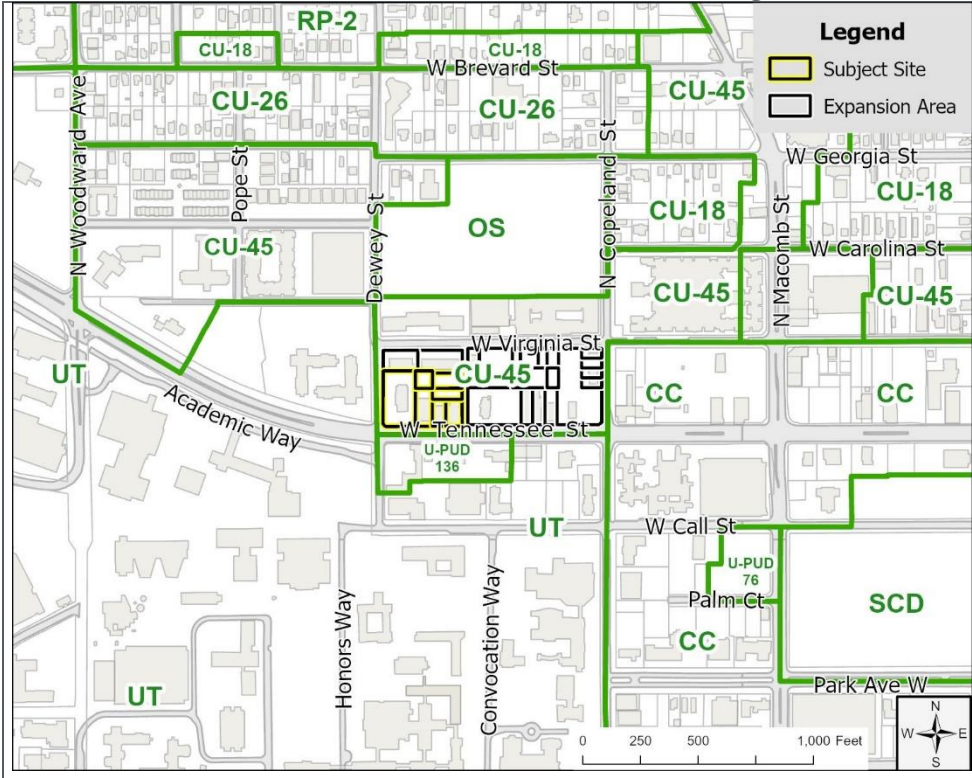 RP-2
Legend
CU-18
CU-18
Subject Site
W Brevard St
CU-26
CU-26
CU-45
Expansion Area
N Woodward Ave
Pope St
Dewey St
N Copeland St
W Georgia St
CU-18
CU-18
OS
N Macomb St
CU-45
W Carolina St
CU-45
CU-45
W Virginia St
UT
CU-45
CC
CC
Academic Way
W Tennessee St
U-PUD
136
UT
W Call St
U-PUD
76
Palm Ct
SCD
Honors Way
Convocation Way
CC
UT
Park Ave W
0 250 500 1,000 Feet
N
W E
S